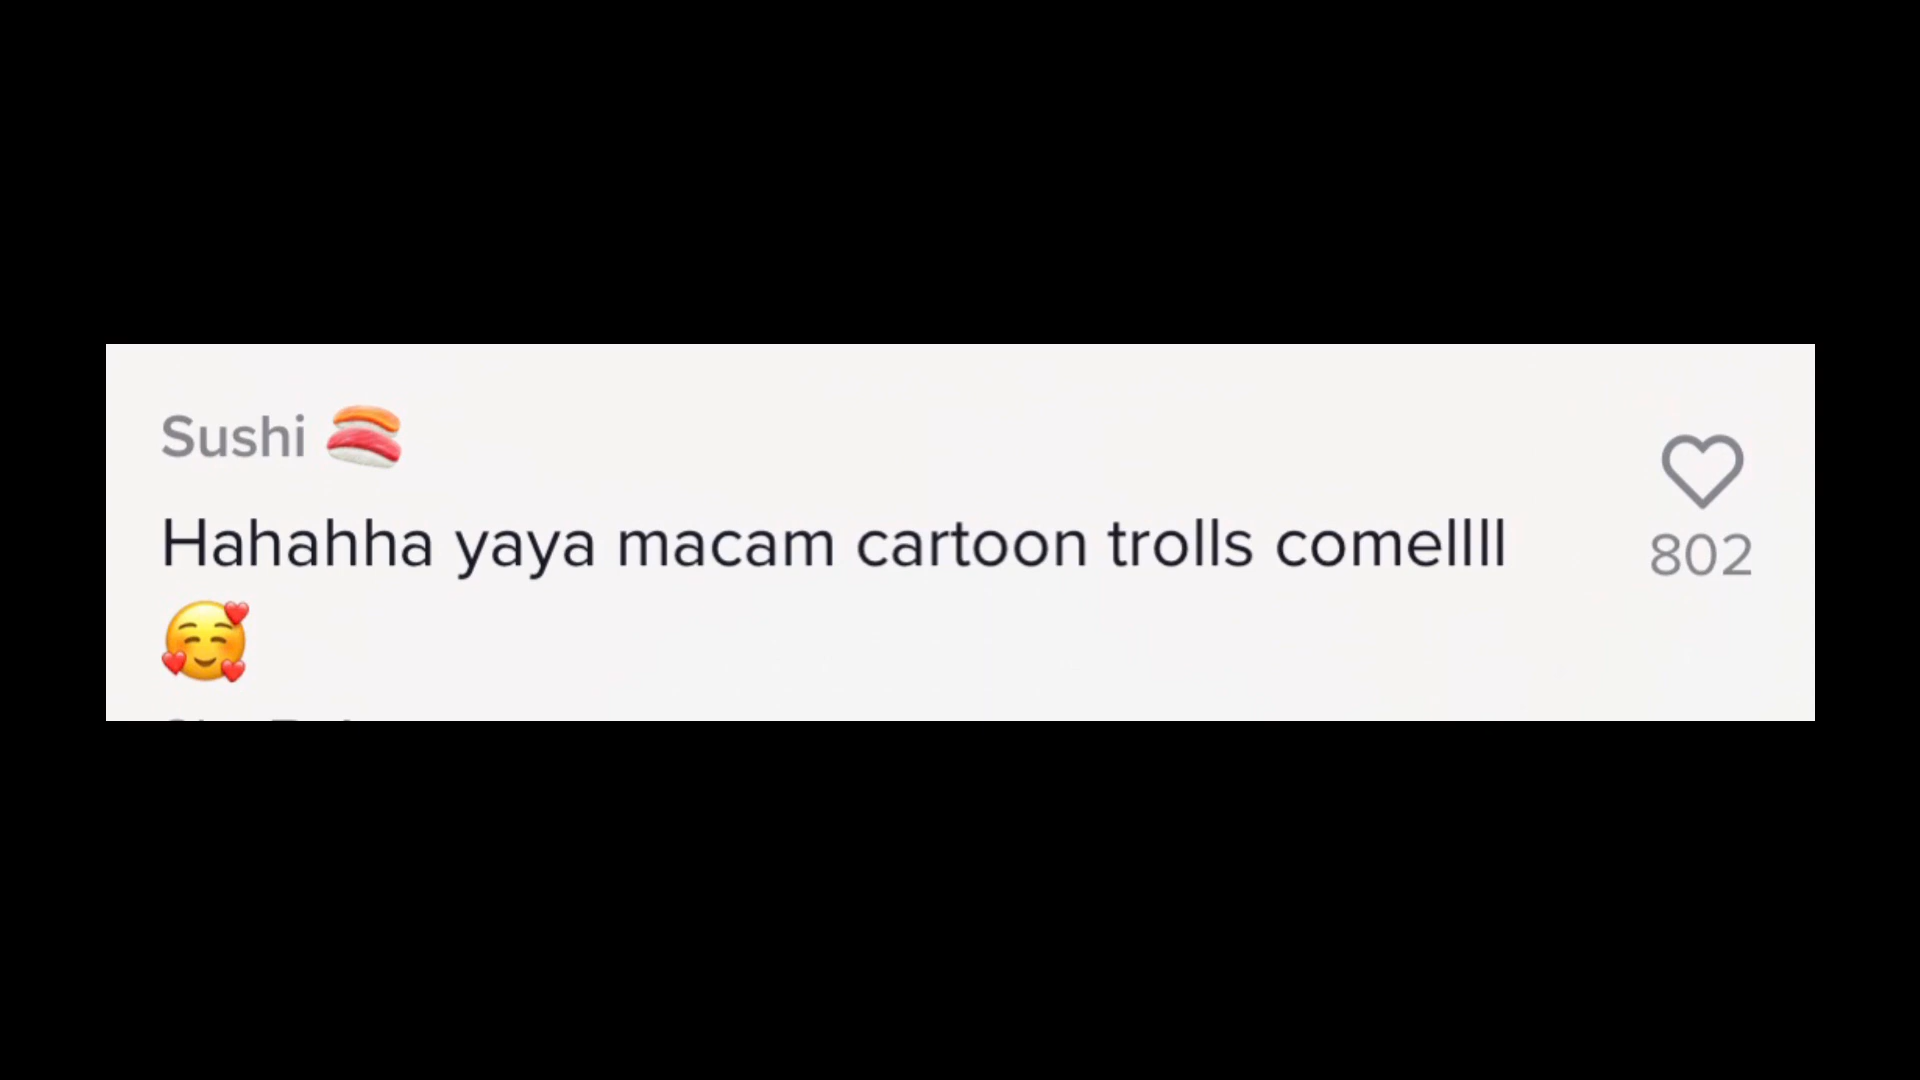 Sushi 🍣
Hahahha yaya macam cartoon trolls comellll
🥰
802